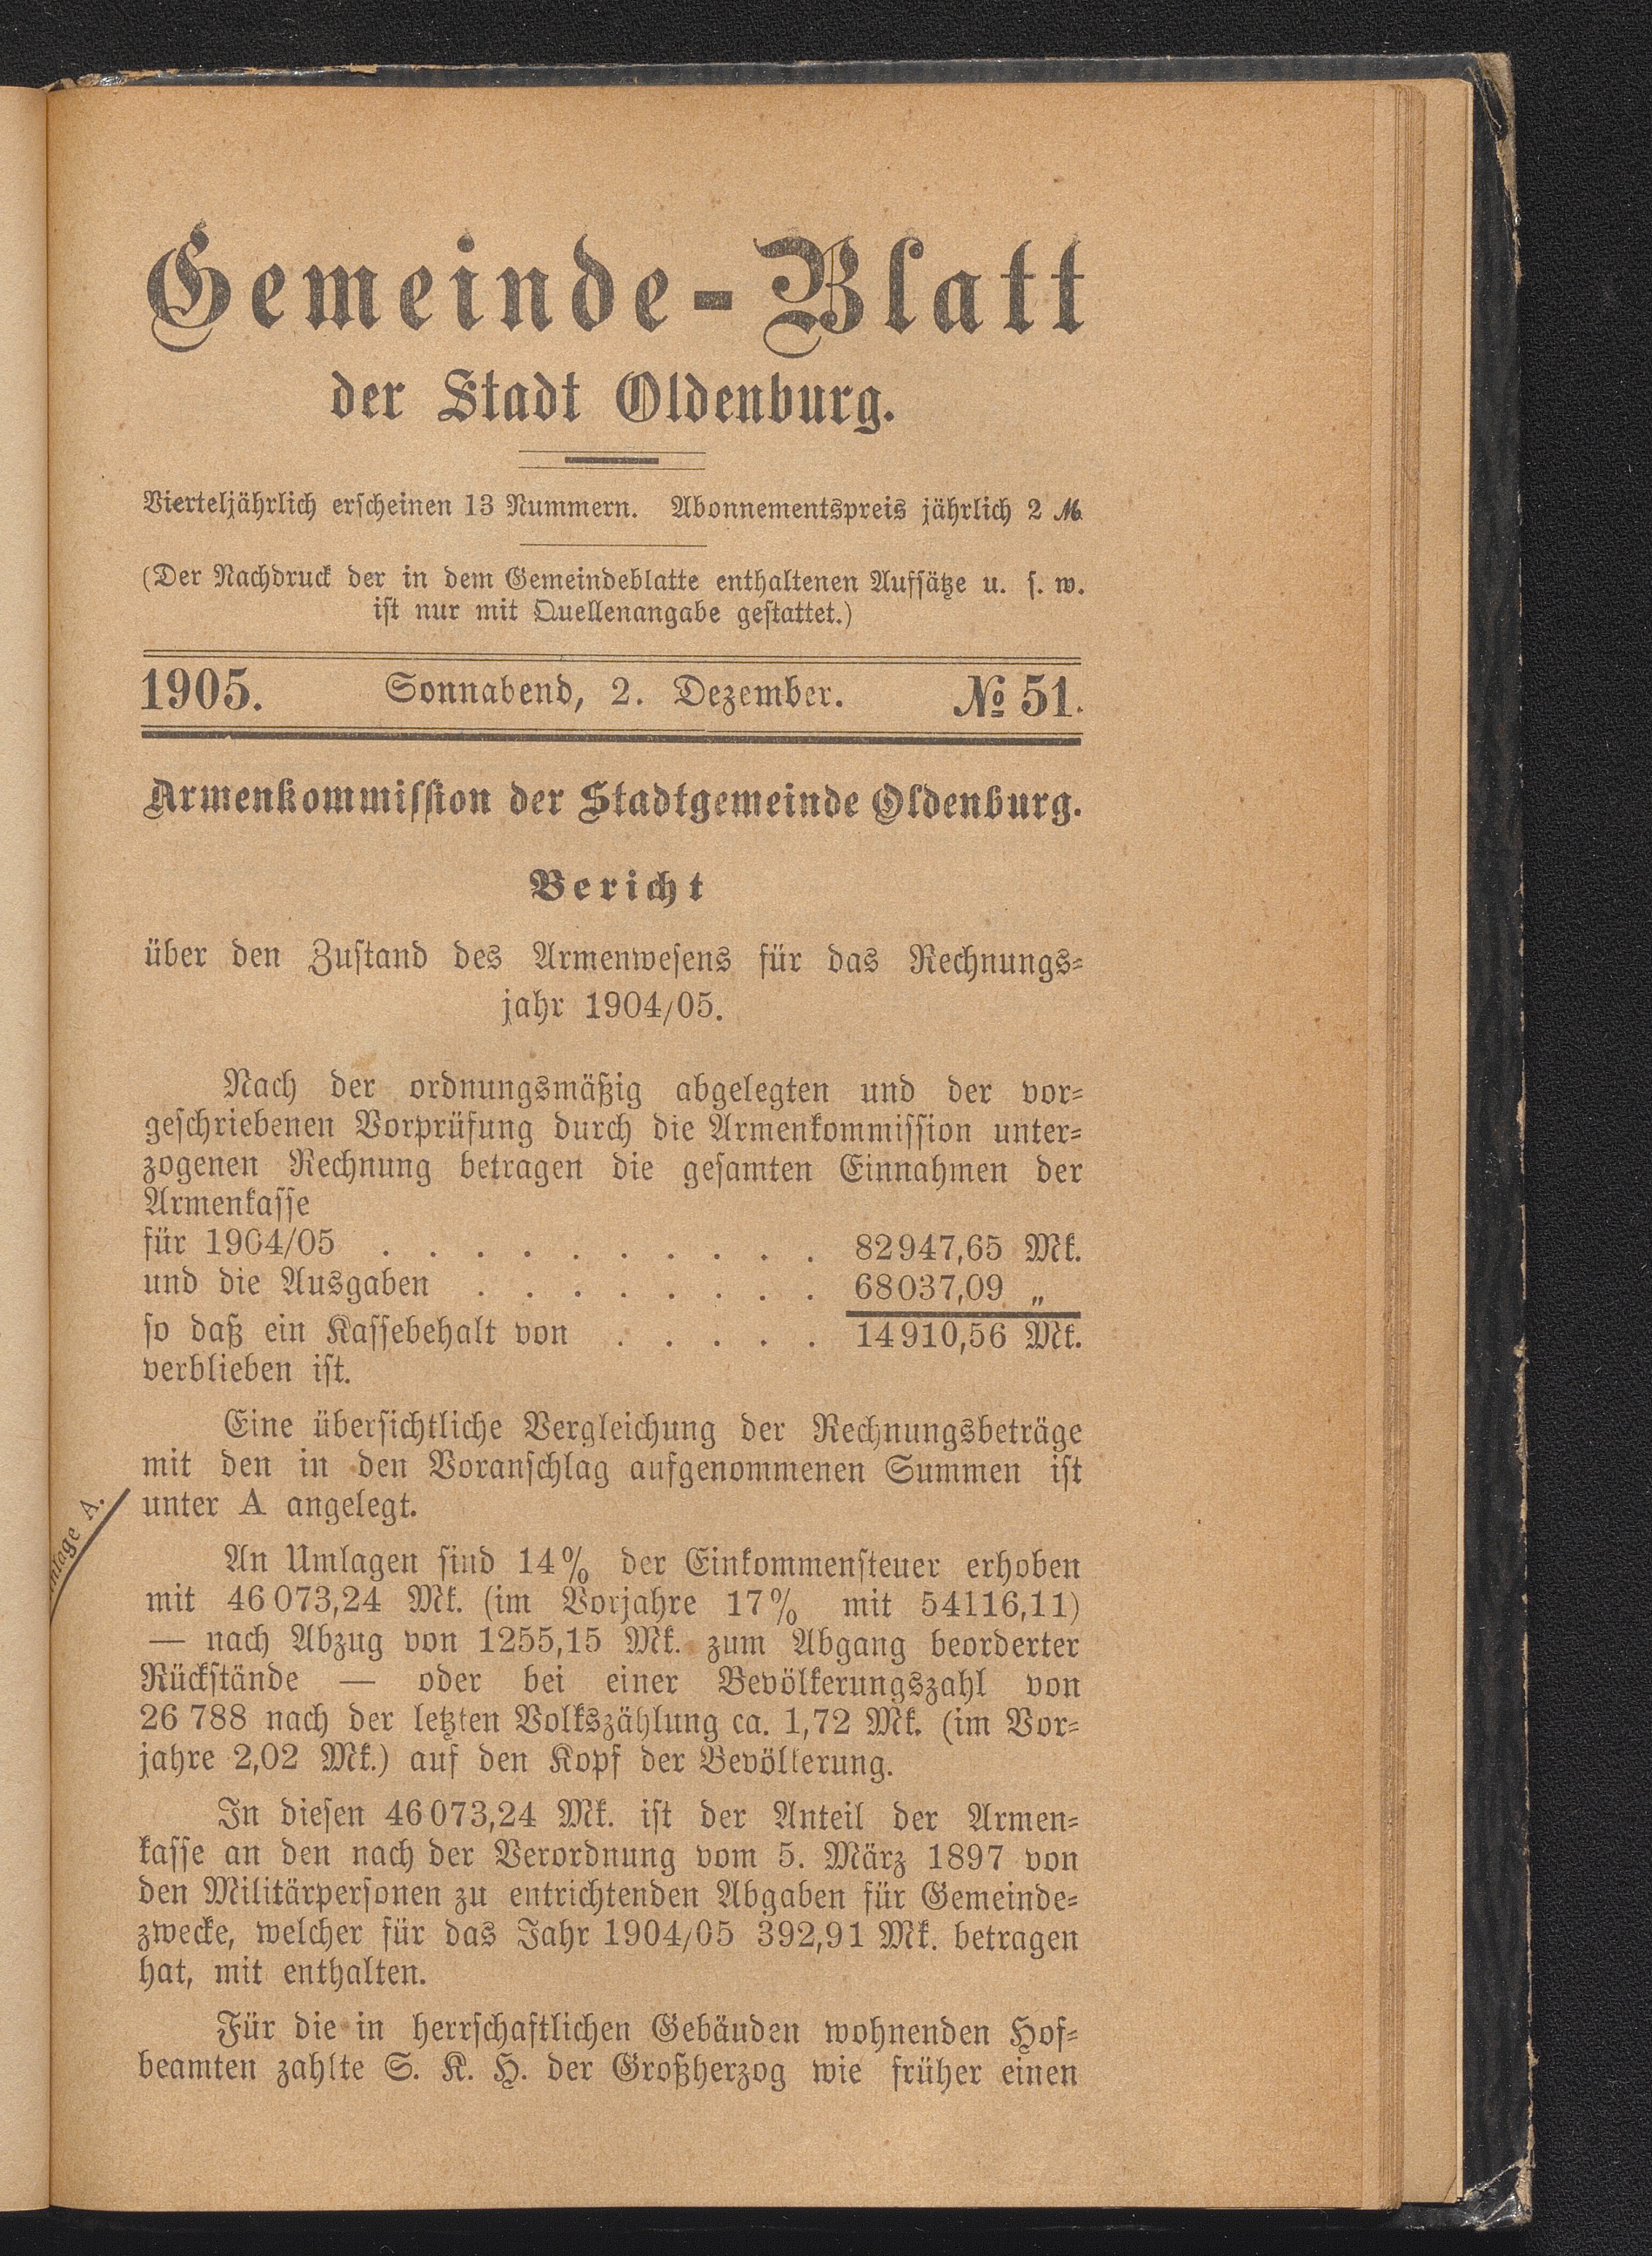 Gemeinde-Blatt
der Stadt Oldenburg.
Vierteljährlich erscheinen 13 Nummern. Abonnementspreis jährlich 2 ℳ
(Der Nachdruck der in dem Gemeindeblatte enthaltenen Aufsätze u. s. w.
ist nur mit Quellenangabe gestattet.)
1905. Sonnabend, 2. Dezember. № 51.
Armenkommission der Stadtgemeinde Oldenburg.
Bericht
über den Zustand des Armenwesens für das Rechnungs-
jahr 1904/05.
Nach der ordnungsmäßig abgelegten und der vor-
geschriebenen Vorprüfung durch die Armenkommission unter-
zogenen Rechnung betragen die gesamten Einnahmen der
Armenkasse
für 1904/05 . . . . . . . . . . 82947,65 Mk.
und die Ausgaben . . . . . . . . 68037,09 „
so daß ein Kassebehalt von . . . . . 14910,56 Mk.
verblieben ist.
Eine übersichtliche Vergleichung der Rechnungsbeträge
mit den in den Voranschlag aufgenommenen Summen ist
unter A angelegt.
A.
An Umlagen sind 14% der Einkommensteuer erhoben
mit 46073,24 Mk. (im Vorjahre 17% mit 54116,11)
— nach Abzug von 1255,15 Mk. zum Abgang beorderter
Rückstände — oder bei einer Bevölkerungszahl von
26 788 nach der letzten Volkszählung ca. 1,72 Mk. (im Vor-
jahre 2,02 Mk.) auf den Kopf der Bevölkerung.
In diesen 46073,24 Mk. ist der Anteil der Armen-
kasse an den nach der Verordnung vom 5. März 1897 von
den Militärpersonen zu entrichtenden Abgaben für Gemeinde-
zwecke, welcher für das Jahr 1904/05 392,91 Mk. betragen
hat, mit enthalten.
Für die in herrschaftlichen Gebäuden wohnenden Hof-
beamten zahlte S. K. H. der Großherzog wie früher einen